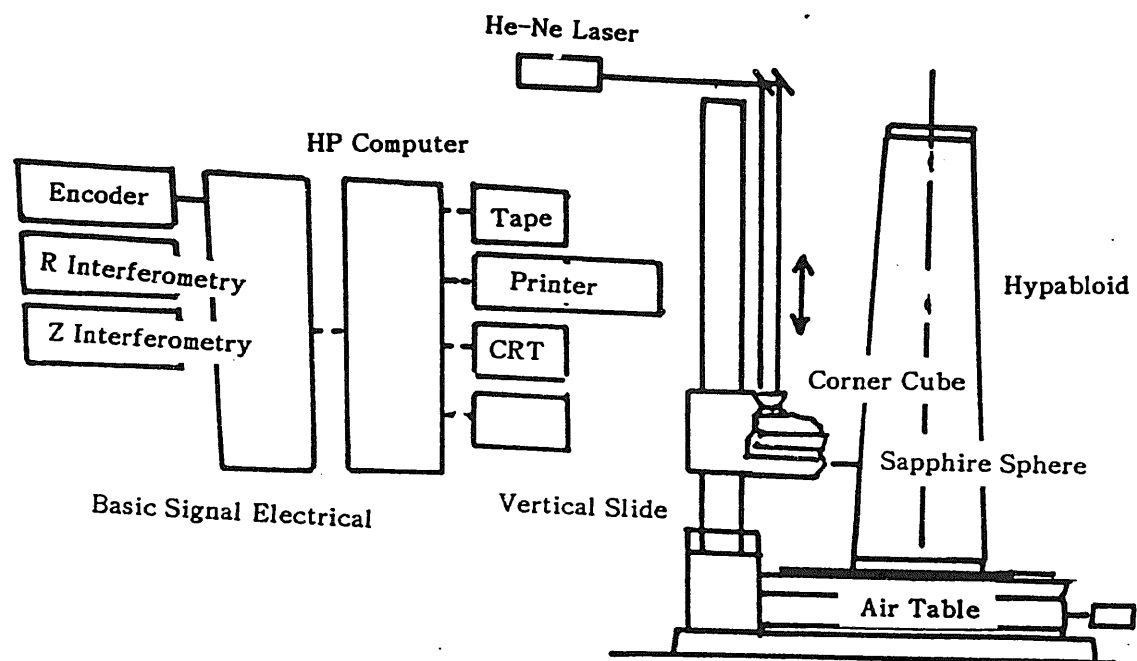 He-Ne Laser
HP Computer
Encoder
R Interferometry
Z Interferometry
Tape
Printer
CRT
Basic Signal Electrical
Vertical Slide
Hypabloid
Corner Cube
Sapphire Sphere
Air Table